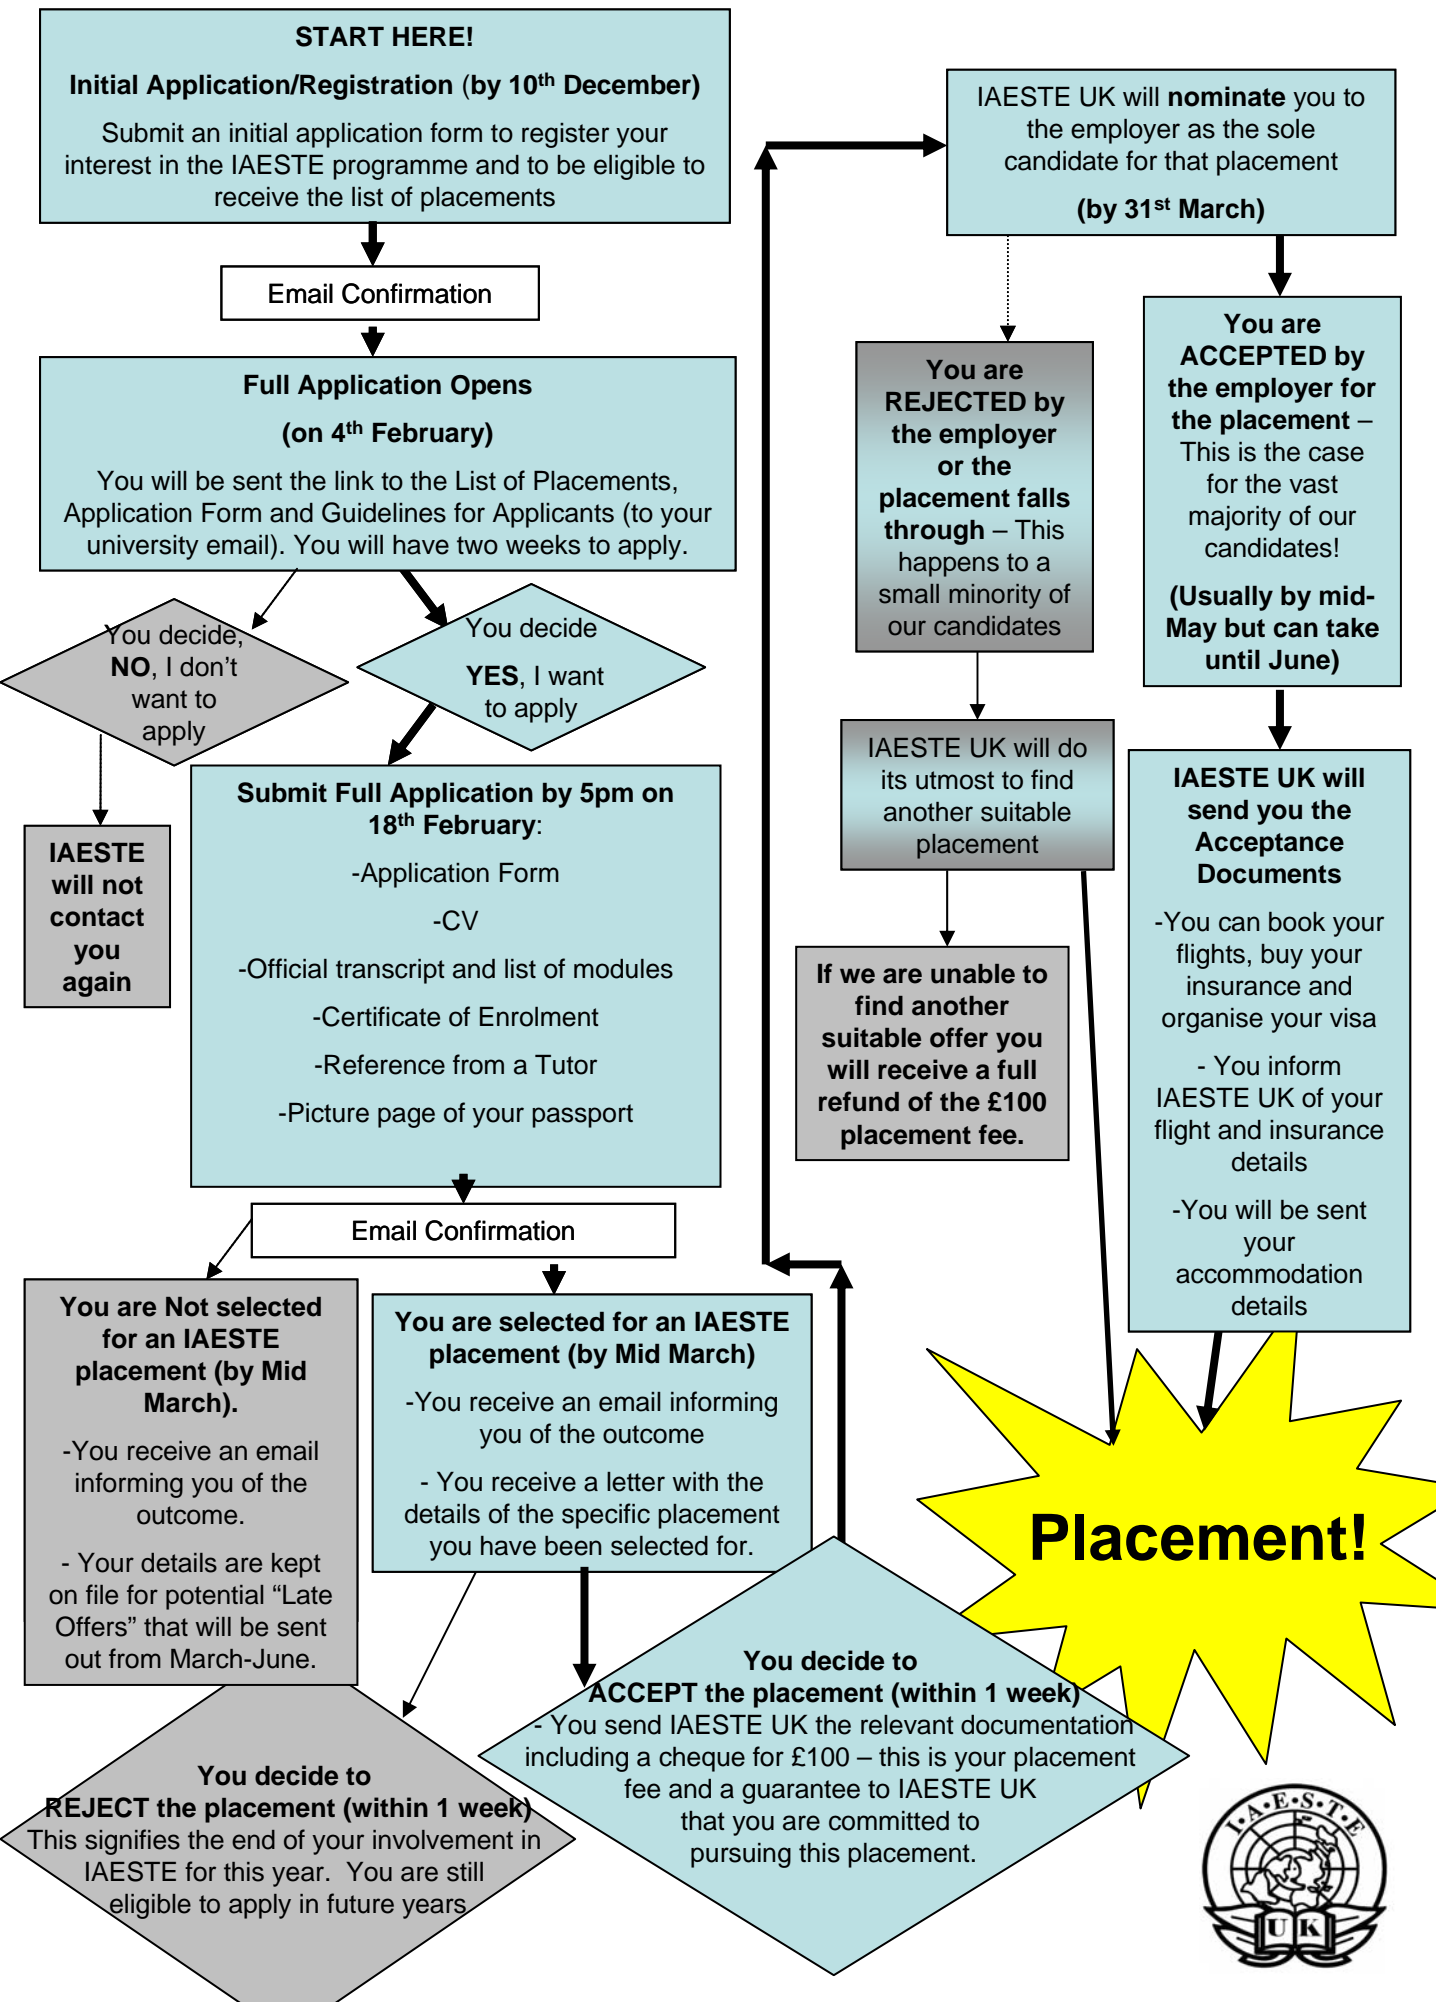 START HERE!
Initial Application/Registration (by 10th December)
Submit an initial application form to register your
interest in the IAESTE programme and to be eligible to
receive the list of placements
Email Confirmation
Full Application Opens
(on 4th February)
You will be sent the link to the List of Placements,
Application Form and Guidelines for Applicants (to your
university email). You will have two weeks to apply.
You decide,
NO, I don’t
want to
apply
You decide
YES, I want
to apply
IAESTE
will not
contact
you
again
Submit Full Application by 5pm on
18th February:
-Application Form
-CV
-Official transcript and list of modules
-Certificate of Enrolment
-Reference from a Tutor
-Picture page of your passport
Email Confirmation
You are Not selected
for an IAESTE
placement (by Mid
March).
-You receive an email
informing you of the
outcome.
- Your details are kept
on file for potential “Late
Offers” that will be sent
out from March-June.
You are selected for an IAESTE
placement (by Mid March)
-You receive an email informing
you of the outcome
- You receive a letter with the
details of the specific placement
you have been selected for.
You decide to
REJECT the placement (within 1 week)
This signifies the end of your involvement in
IAESTE for this year.  You are still
eligible to apply in future years
You decide to
ACCEPT the placement (within 1 week)
- You send IAESTE UK the relevant documentation
including a cheque for £100 – this is your placement
fee and a guarantee to IAESTE UK
that you are committed to
pursuing this placement.
IAESTE UK will nominate you to
the employer as the sole
candidate for that placement
(by 31st March)
You are
REJECTED by
the employer
or the
placement falls
through – This
happens to a
small minority of
our candidates
IAESTE UK will do
its utmost to find
another suitable
placement
If we are unable to
find another
suitable offer you
will receive a full
refund of the £100
placement fee.
You are
ACCEPTED by
the employer for
the placement –
This is the case
for the vast
majority of our
candidates!
(Usually by mid-
May but can take
until June)
IAESTE UK will
send you the
Acceptance
Documents
-You can book your
flights, buy your
insurance and
organise your visa
- You inform
IAESTE UK of your
flight and insurance
details
-You will be sent
your
accommodation
details
Placement!
I·A·E·S·T·E
UK